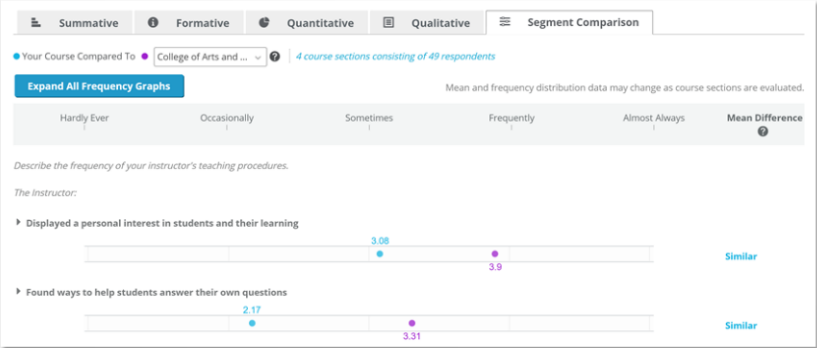 Summative Formative Quantitative Qualitative Segment Comparison
Your Course Compared To College of Arts and ... 4 course sections consisting of 49 respondents
Expand All Frequency Graphs Mean and frequency distribution data may change as course sections are evaluated.
Hardly Ever Occasionally Sometimes Frequently Almost Always Mean Difference
Describe the frequency of your instructor's teaching procedures.
The Instructor:
Displayed a personal interest in students and their learning
3.08
Similar
3.9
Found ways to help students answer their own questions
2.17
Similar
3.31